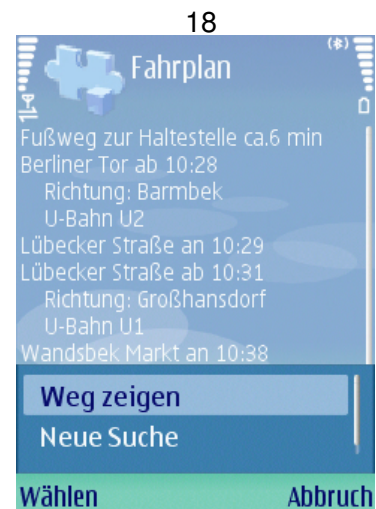 18
Fahrplan
Fußweg zur Haltestelle ca.6 min
Berliner Tor ab 10:28
Richtung: Barmbek
U-Bahn U2
Lübecker Straße an 10:29
Lübecker Straße ab 10:31
Richtung: Großhansdorf
U-Bahn U1
Wandsbek Markt an 10:38
Weg zeigen
Neue Suche
Wählen Abbruch